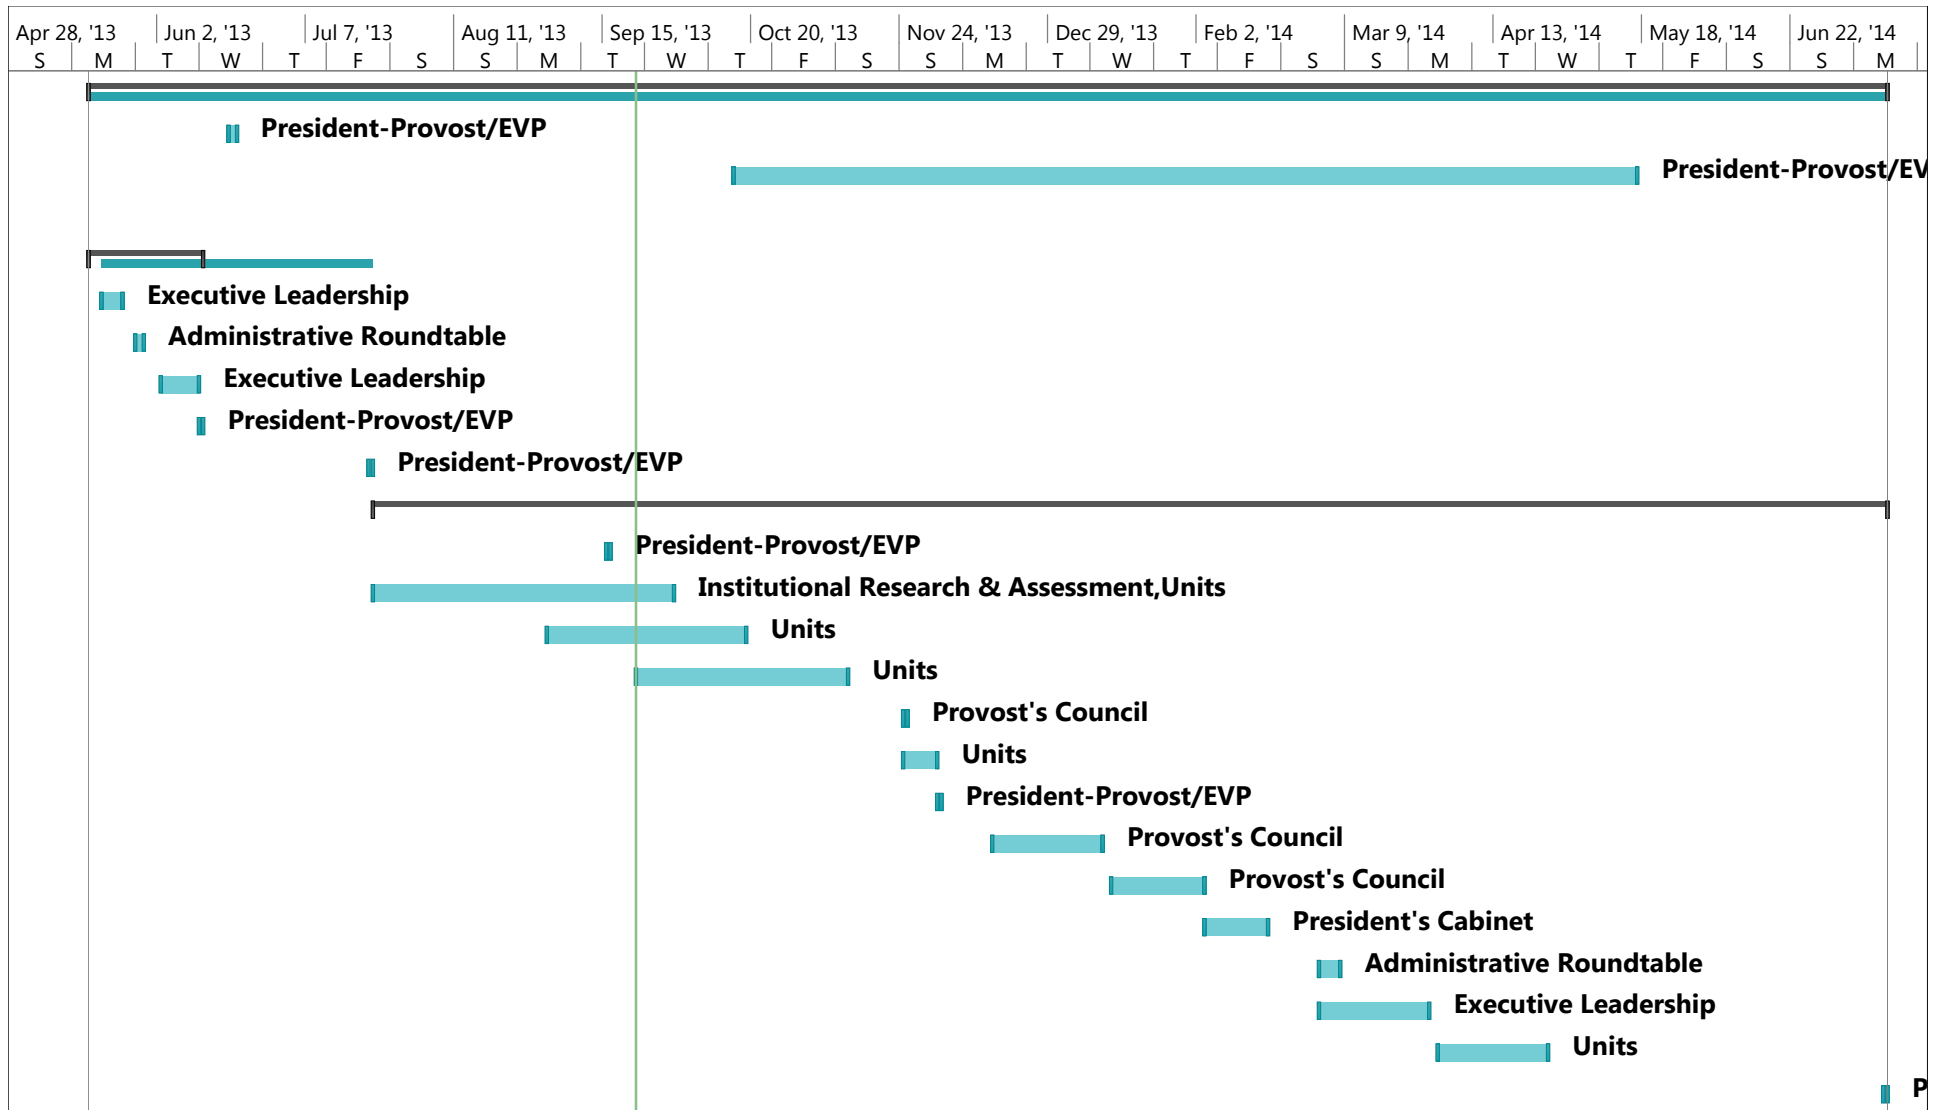 Apr 28, '13 Jun 2, '13 Jul 7, '13 Aug 11, '13 Sep 15, '13 Oct 20, '13 Nov 24, '13 Dec 29, '13 Feb 2, '14 Mar 9, '14 Apr 13, '14 May 18, '14 Jun 22, '14
S M T W T F S S M T W T F S S M T W T F S S M T W T F S S M
President-Provost/EVP
President-Provost/EV
Executive Leadership
Administrative Roundtable
Executive Leadership
President-Provost/EVP
President-Provost/EVP
President-Provost/EVP
Institutional Research & Assessment,Units
Units
Units
Provost's Council
Units
President-Provost/EVP
Provost's Council
Provost's Council
President's Cabinet
Administrative Roundtable
Executive Leadership
Units
P